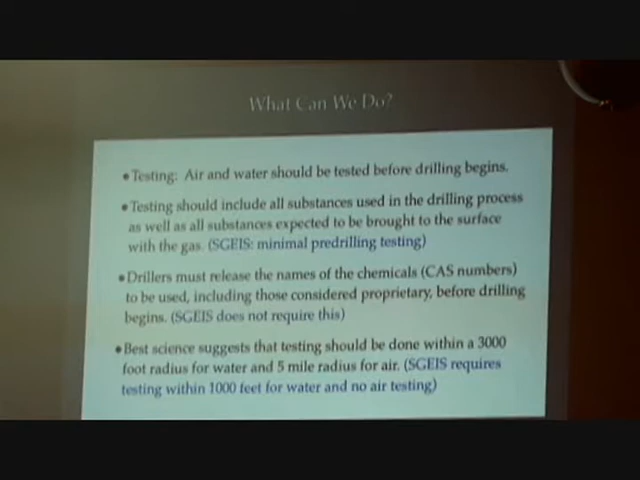 What Can We Do?
• Testing: Air and water should be tested before drilling begins.
• Testing should include all substances used in the drilling process
as well as all substances expected to be brought to the surface
with the gas. (SGEIS: minimal predrilling testing)
• Drillers must release the names of the chemicals (CAS numbers)
to be used, including those considered proprietary, before drilling
begins. (SGEIS does not require this)
• Best science suggests that testing should be done within a 3000
foot radius for water and 5 mile radius for air. (SGEIS requires
testing within 1000 feet for water and no air testing)